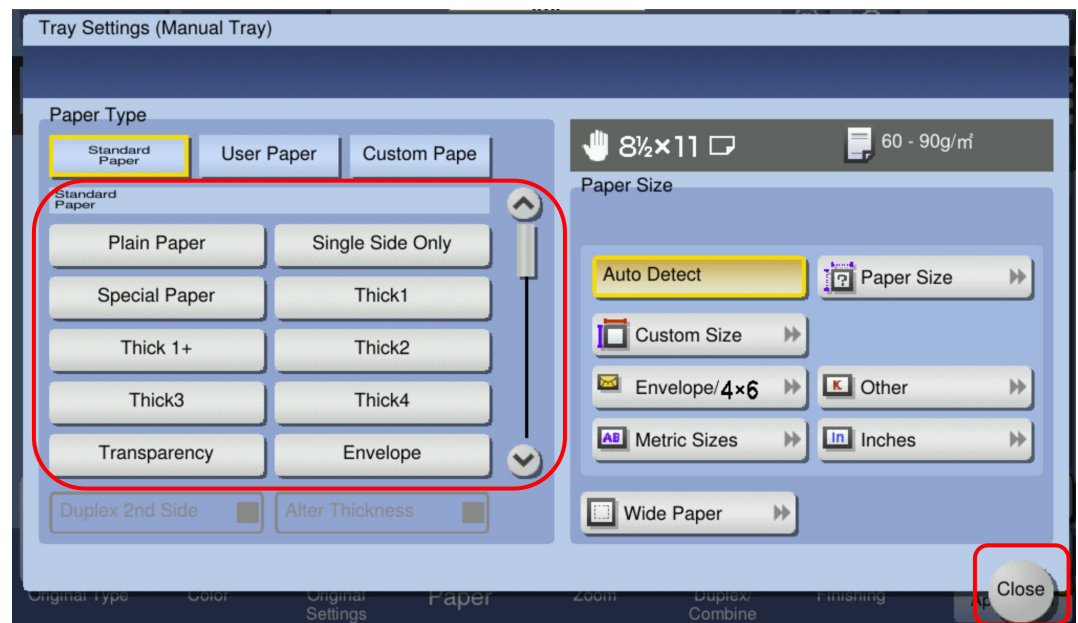 Tray Settings (Manual Tray)
Paper Type
Standard
Paper
User Paper
Custom Pape
Standard
Paper
Plain Paper
Single Side Only
Special Paper
Thick1
Thick 1+
Thick2
Thick3
Thick4
Transparency
Envelope
Duplex 2nd Side
Alter Thickness
8½×11
60 - 90g/㎡
Paper Size
Auto Detect
? Paper Size
Custom Size
Envelope/4×6
K Other
AB Metric Sizes
In Inches
Wide Paper
Close
Original Type
Color
Original
Settings
Paper
Zoom
Duplex/
Combine
Finishing